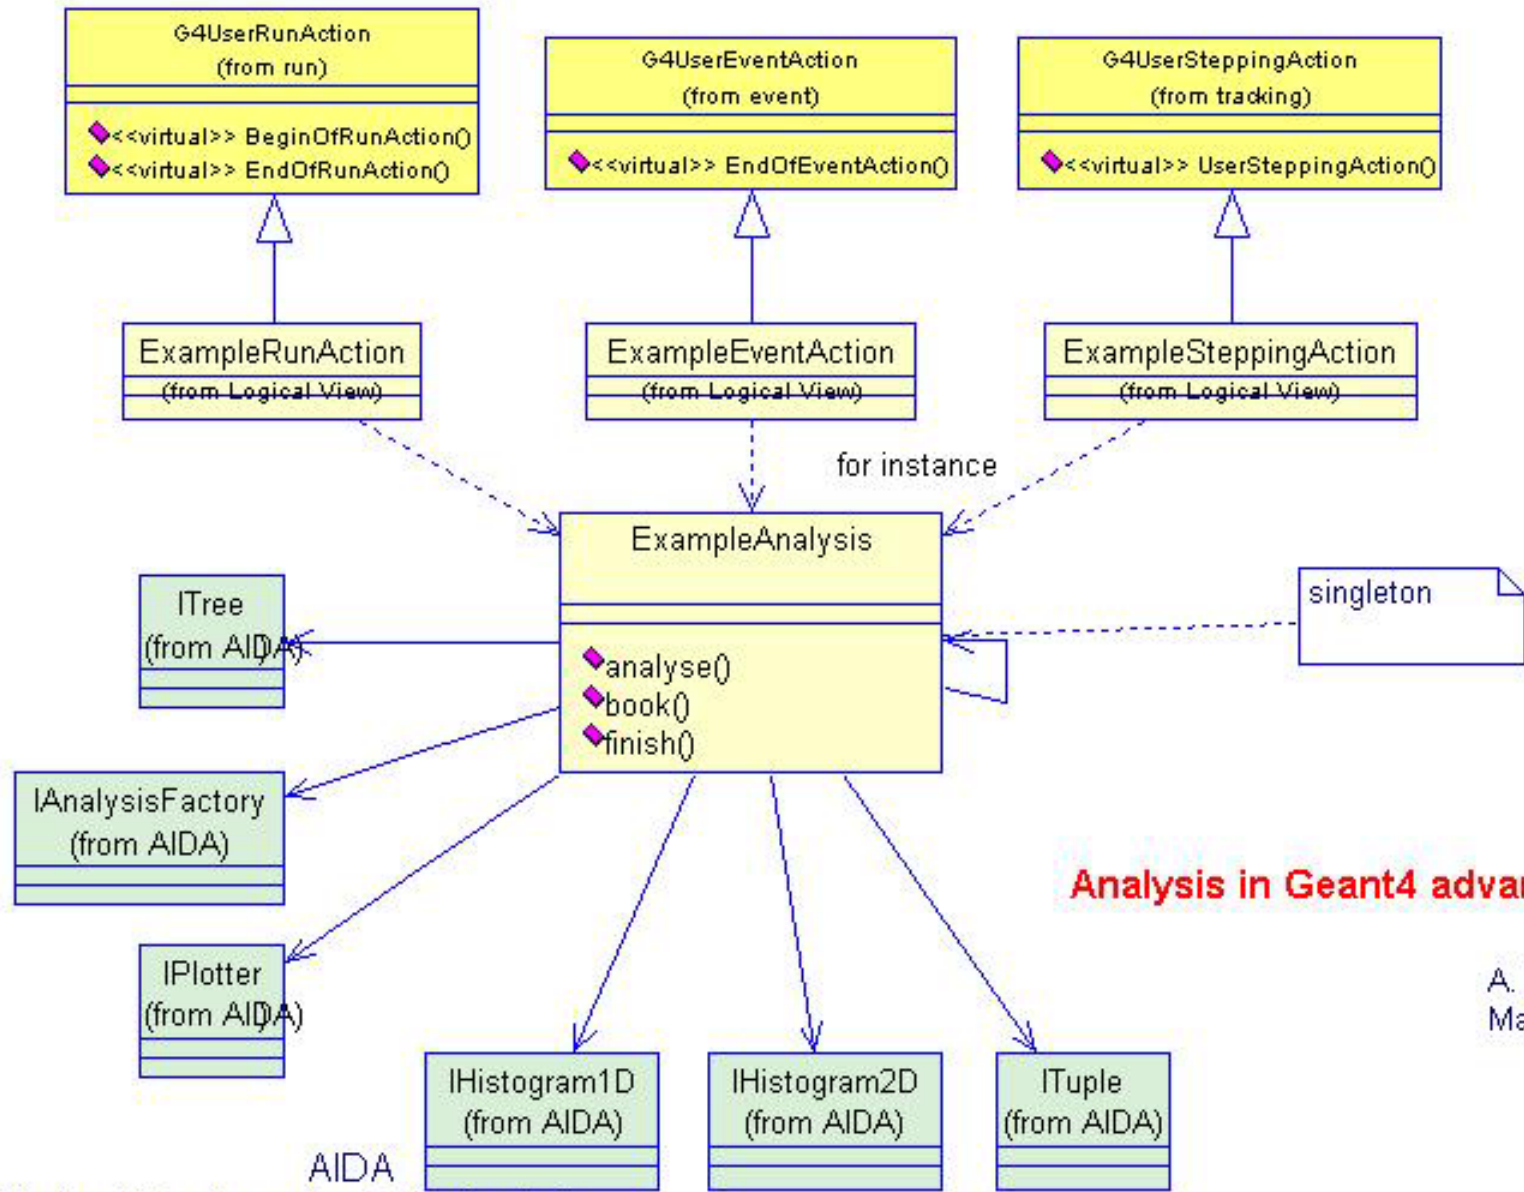 G4UserRunAction
(from run)
<<virtual>> BeginOfRunAction()
<<virtual>> EndOfRunAction()
G4UserEventAction
(from event)
<<virtual>> EndOfEventAction()
G4UserSteppingAction
(from tracking)
<<virtual>> UserSteppingAction()
ExampleRunAction
(from Logical View)
ExampleEventAction
(from Logical View)
ExampleSteppingAction
(from Logical View)
for instance
ExampleAnalysis
analyse()
book()
finish()
singleton
ITree
(from AIDA)
IAnalysisFactory
(from AIDA)
IPlotter
(from AIDA)
Analysis in Geant4
A.
IHistogram1D
(from AIDA)
IHistogram2D
(from AIDA)
ITuple
(from AIDA)
AIDA